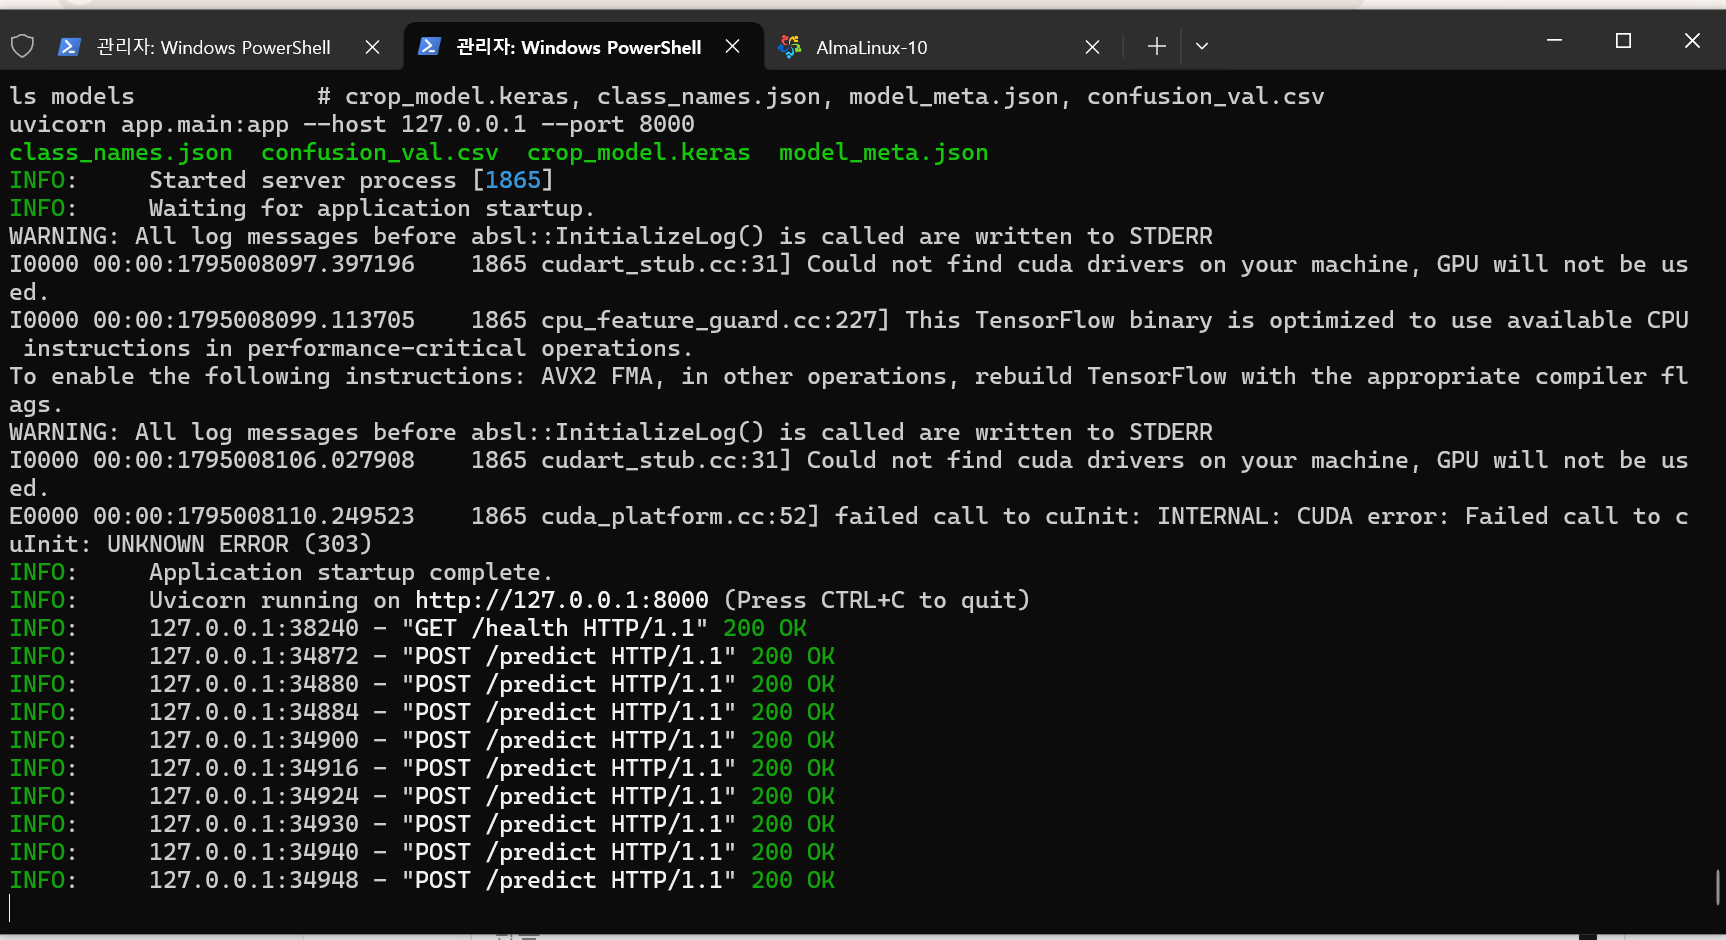 관리자: Windows PowerShell
관리자: Windows PowerShell
AlmaLinux-10
ls models             # crop_model.keras, class_names.json, model_meta.json, confusion_val.csv
uvicorn app.main:app --host 127.0.0.1 --port 8000
class_names.json  confusion_val.csv  crop_model.keras  model_meta.json
INFO:     Started server process [1865]
INFO:     Waiting for application startup.
WARNING: All log messages before absl::InitializeLog() is called are written to STDERR
I0000 00:00:1795008097.397196    1865 cudart_stub.cc:31] Could not find cuda drivers on your machine, GPU will not be us
ed.
I0000 00:00:1795008099.113705    1865 cpu_feature_guard.cc:227] This TensorFlow binary is optimized to use available CPU
 instructions in performance-critical operations.
To enable the following instructions: AVX2 FMA, in other operations, rebuild TensorFlow with the appropriate compiler fl
ags.
WARNING: All log messages before absl::InitializeLog() is called are written to STDERR
I0000 00:00:1795008106.027908    1865 cudart_stub.cc:31] Could not find cuda drivers on your machine, GPU will not be us
ed.
E0000 00:00:1795008110.249523    1865 cuda_platform.cc:52] failed call to cuInit: INTERNAL: CUDA error: Failed call to c
uInit: UNKNOWN ERROR (303)
INFO:     Application startup complete.
INFO:     Uvicorn running on http://127.0.0.1:8000 (Press CTRL+C to quit)
INFO:     127.0.0.1:38240 - "GET /health HTTP/1.1" 200 OK
INFO:     127.0.0.1:34872 - "POST /predict HTTP/1.1" 200 OK
INFO:     127.0.0.1:34880 - "POST /predict HTTP/1.1" 200 OK
INFO:     127.0.0.1:34884 - "POST /predict HTTP/1.1" 200 OK
INFO:     127.0.0.1:34900 - "POST /predict HTTP/1.1" 200 OK
INFO:     127.0.0.1:34916 - "POST /predict HTTP/1.1" 200 OK
INFO:     127.0.0.1:34924 - "POST /predict HTTP/1.1" 200 OK
INFO:     127.0.0.1:34930 - "POST /predict HTTP/1.1" 200 OK
INFO:     127.0.0.1:34940 - "POST /predict HTTP/1.1" 200 OK
INFO:     127.0.0.1:34948 - "POST /predict HTTP/1.1" 200 OK